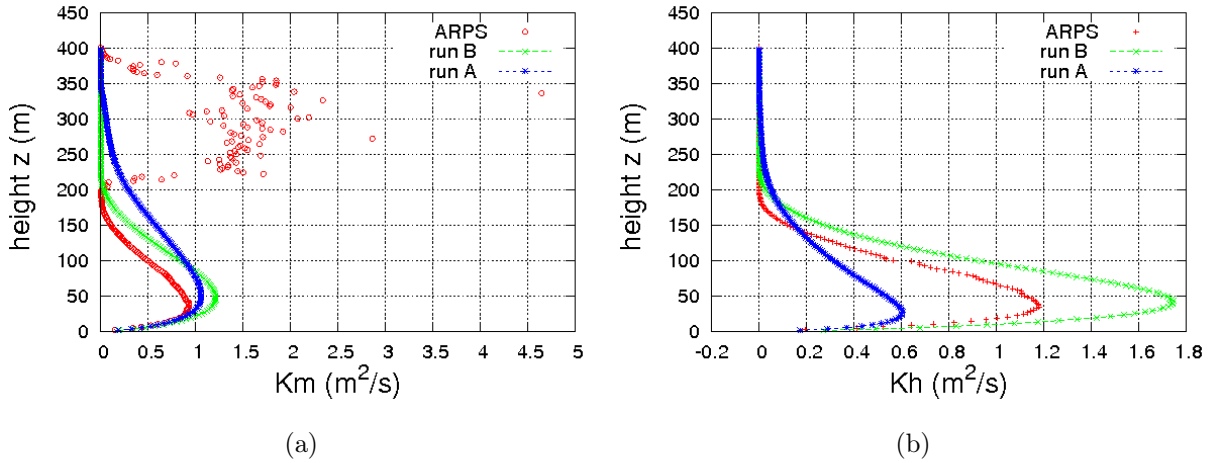 450
400
350
300
250
200
150
100
50
0
height z (m)
0 0.5 1 1.5 2 2.5 3 3.5 4 4.5 5
Km (m²/s)
ARPS
run B
run A
(a)
450
400
350
300
250
200
150
100
50
0
height z (m)
-0.2 0 0.2 0.4 0.6 0.8 1 1.2 1.4 1.6 1.8
Kh (m²/s)
ARPS
run B
run A
(b)